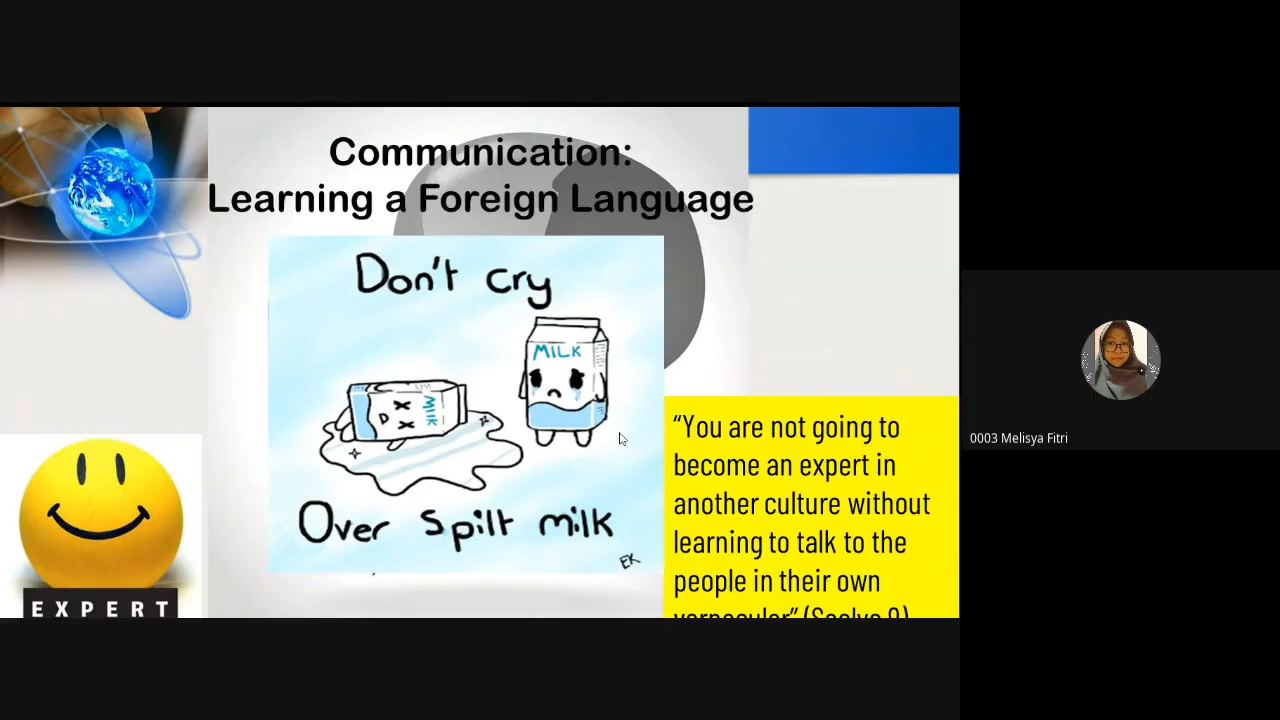 Communication:
Learning a Foreign Language
Don't cry
MILK
MILK
Over spilt milk
EK
EXPERT
“You are not going to
become an expert in
another culture without
learning to talk to the
people in their own
vernacular”
0003 Melisya Fitri